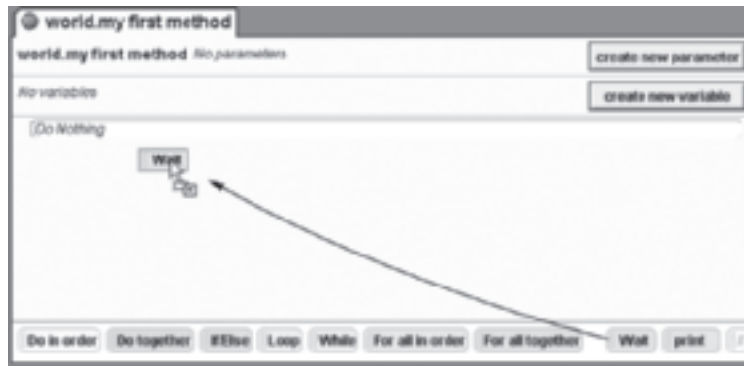 world.my first method
world.my first method No parameters
create new parameter
No variables
create new variable
Do Nothing
Wait
Do in order Do together If/Else Loop While For all in order For all together Wait print